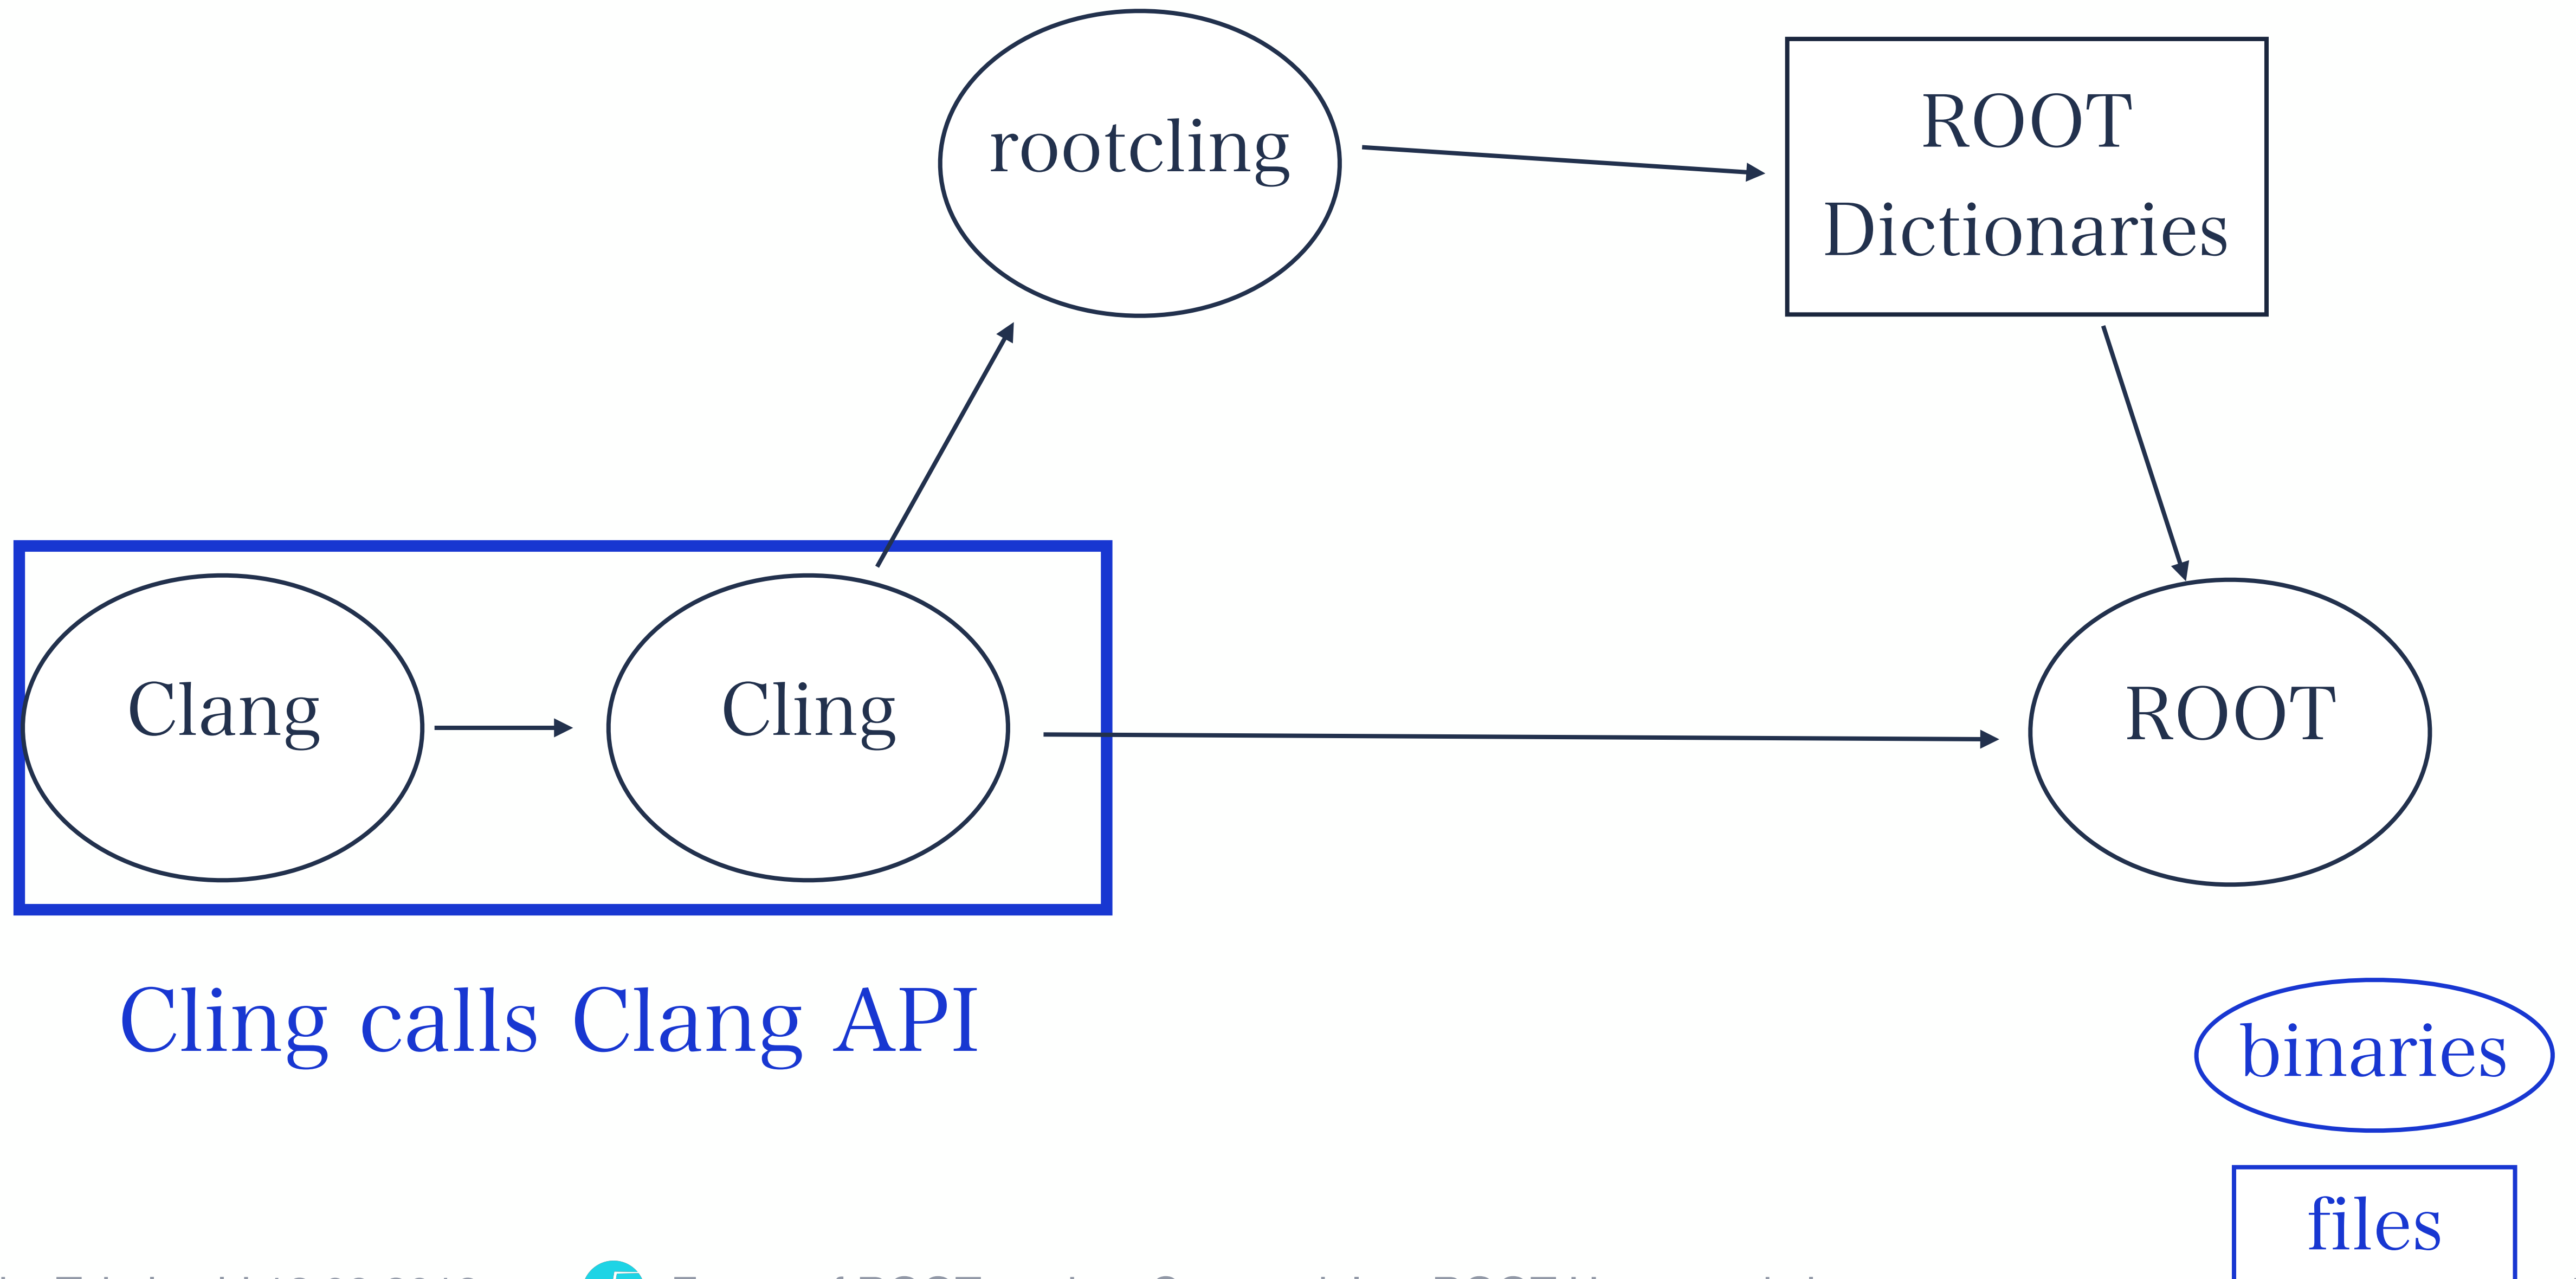 rootcling
ROOT
Dictionaries
Clang
Cling
ROOT
Cling calls Clang API
binaries
files